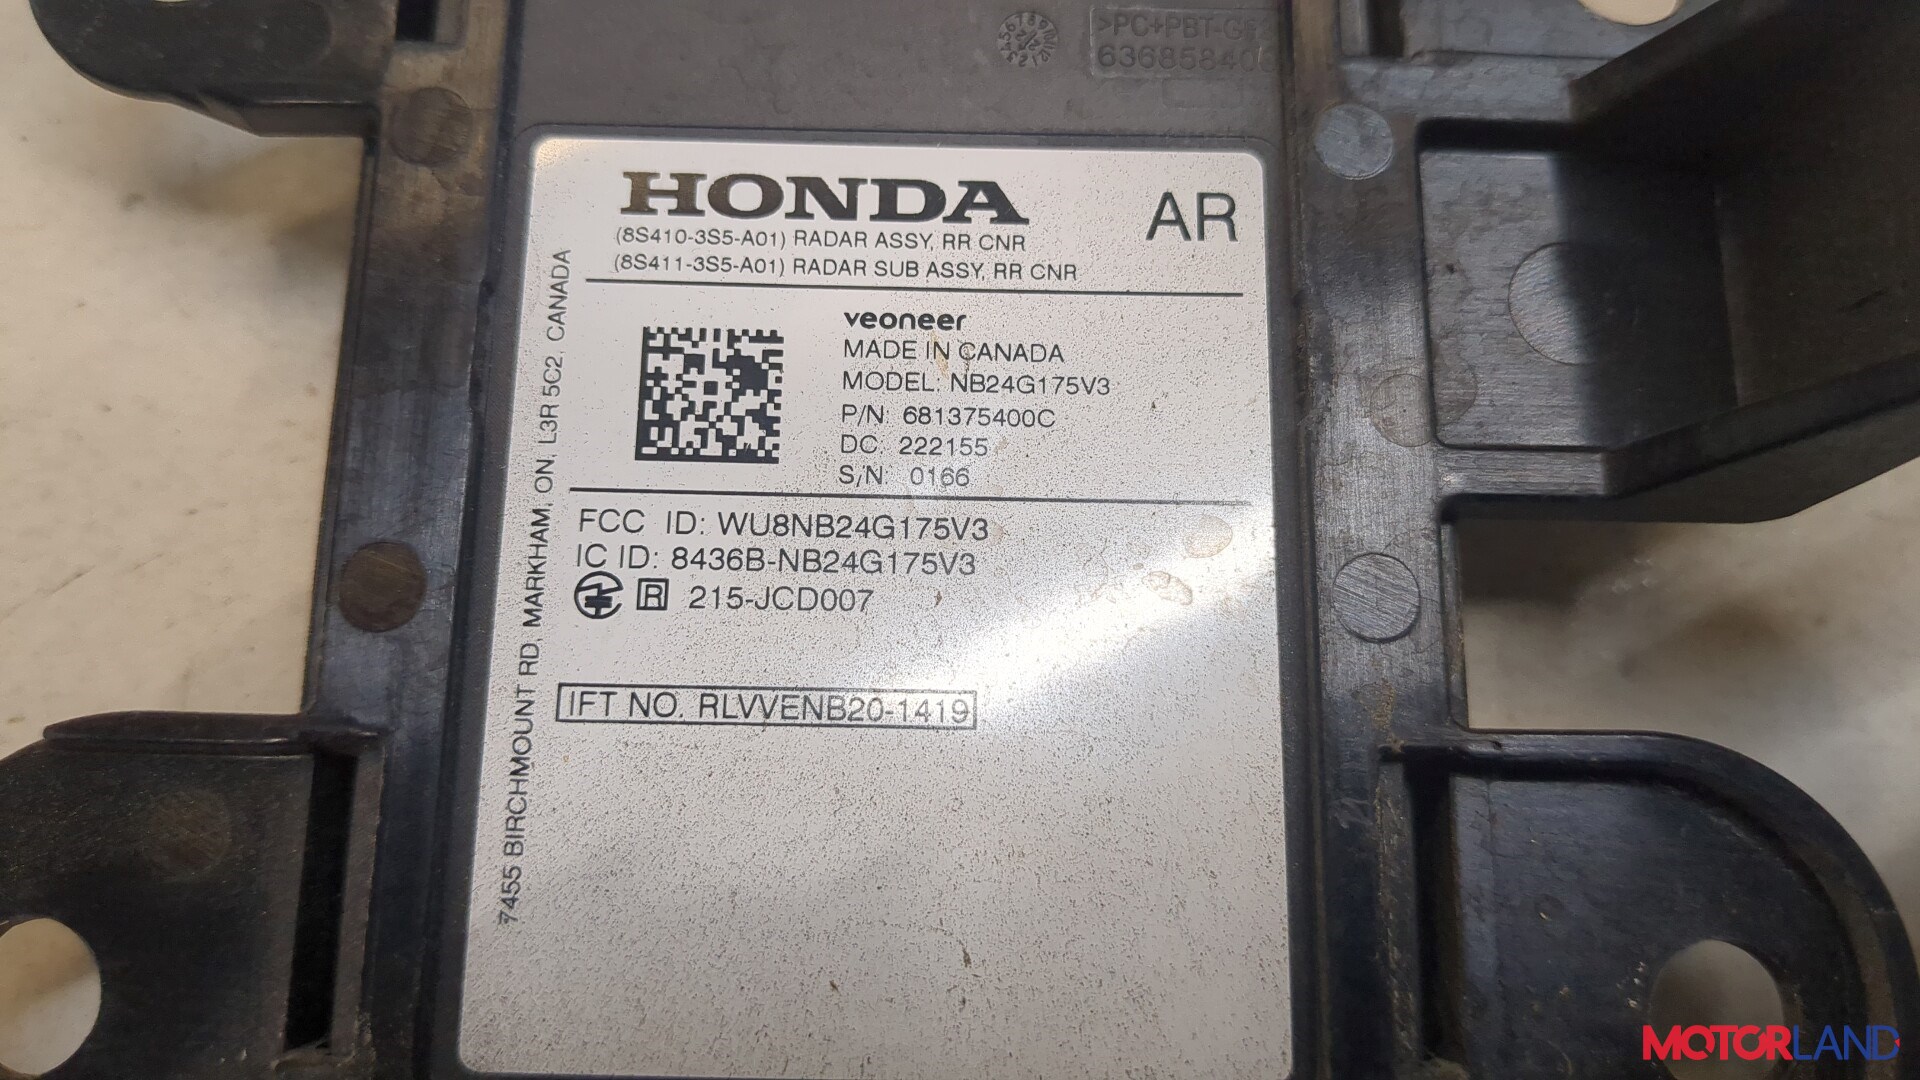 >PC+PBT-G
636858406
HONDA
AR
(8S410-3S5-A01) RADAR ASSY, RR CNR
(8S411-3S5-A01) RADAR SUB ASSY, RR CNR
veoneer
MADE IN CANADA
MODEL: NB24G175V3
P/N: 681375400C
DC: 222155
S/N: 0166
FCC ID: WU8NB24G175V3
IC ID: 8436B-NB24G175V3
R 215-JCD007
IFT NO. RLVVENB20-1419
7455 BIRCHMOUNT RD, MARKHAM, ON, L3R 5C2, CANADA
MOTORLAND